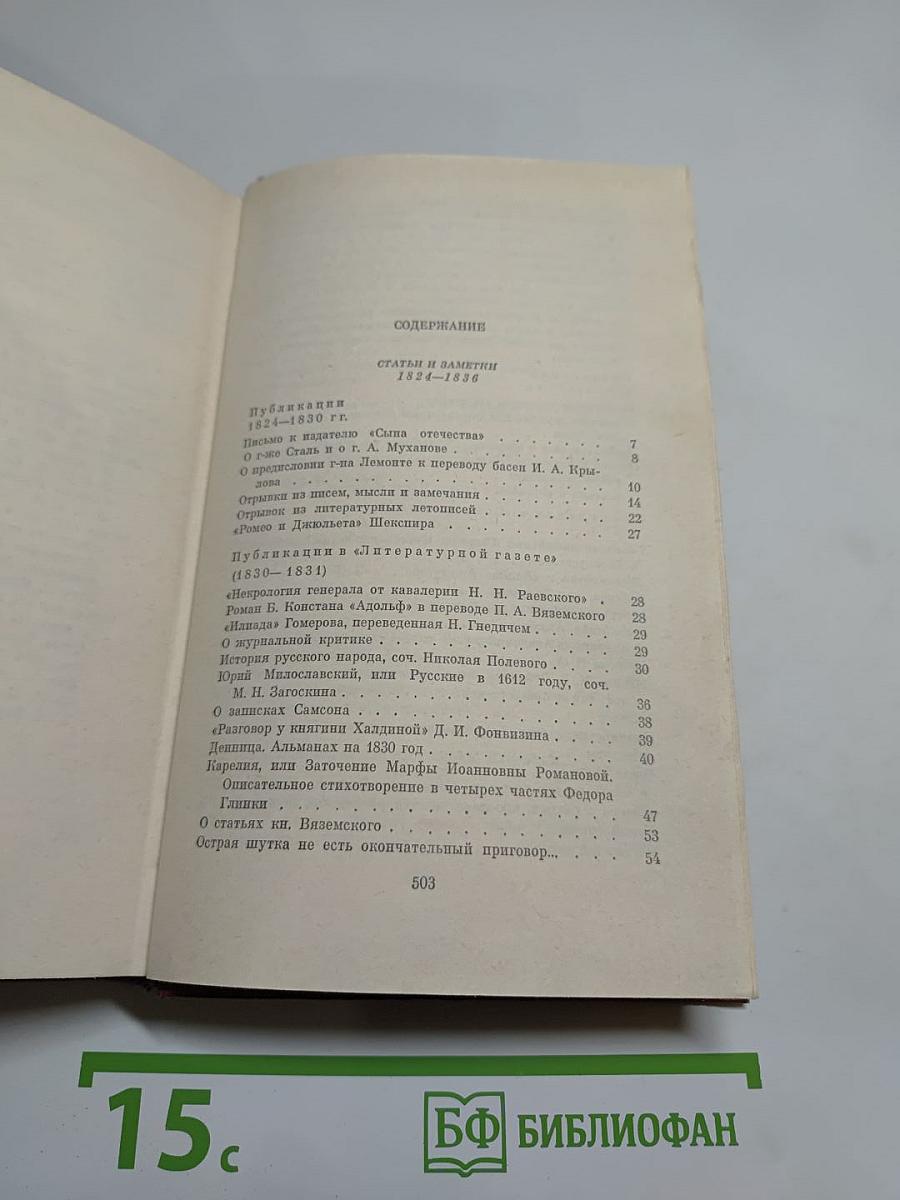 СОДЕРЖАНИЕ
СТАТЬИ И ЗАМЕТКИ
1824—1836
Публикации
1824—1830 гг.
Письмо к издателю «Сына отечества» . . . . . . . 7
О г-же Сталь и о г. А. Муханове . . . . . . . . . 8
О предисловии г-на Лемонте к переводу басен И. А. Кры-
лова . . . . . . . . . . . . . . . . . . . 10
Отрывки из писем, мысли и замечания . . . . . . . 14
Отрывок из литературных летописей . . . . . . . 22
«Ромео и Джюльета» Шекспира . . . . . . . . . 27
Публикации в «Литературной газете»
(1830—1831)
«Некрология генерала от кавалерии Н. Н. Раевского» . 28
Роман Б. Констана «Адольф» в переводе П. А. Вяземского 28
«Илиада» Гомерова, переведенная Н. Гнедичем . . . . . 29
О журнальной критике . . . . . . . . . . . . . 29
История русского народа, соч. Николая Полевого . . . . 30
Юрий Милославский, или Русские в 1612 году, соч.
М. Н. Загоскина . . . . . . . . . . . . . . . 36
О записках Самсона . . . . . . . . . . . . . . 38
«Разговор у княгини Халдиной» Д. И. Фонвизина . . . . 39
Денница. Альманах на 1830 год . . . . . . . . . . 40
Карелия, или Заточение Марфы Иоанновны Романовой.
Описательное стихотворение в четырех частях Федора
Глинки . . . . . . . . . . . . . . . . . . 47
О статьях кн. Вяземского . . . . . . . . . . . . 53
Острая шутка не есть окончательный приговор... . . . . 54
503
15 с
БФ БИБЛИОФАН